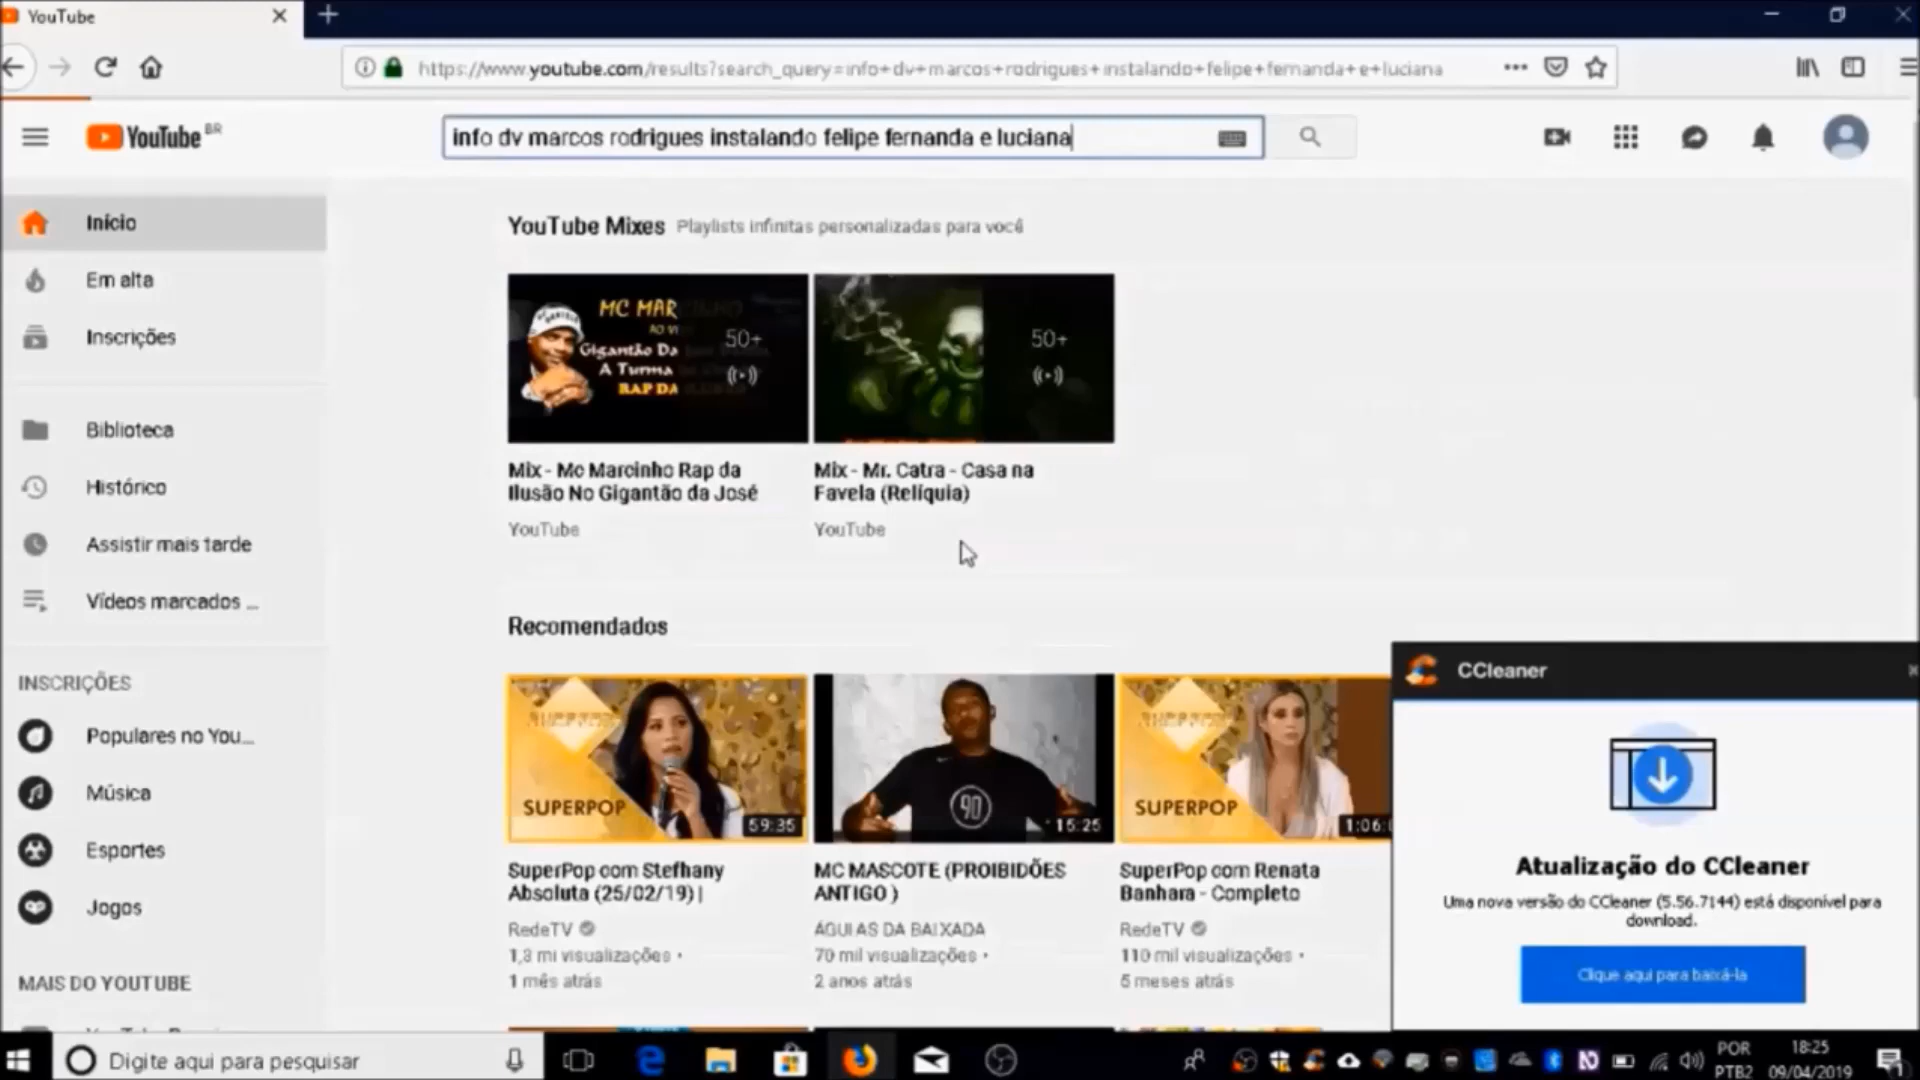 YouTube
https://www.youtube.com/results?search_query=info+dv+marcos+rodrigues+instalando+felipe+fernanda+e+luciana
YouTube BR
info dv marcos rodrigues instalando felipe fernanda e luciana
Início
Em alta
Inscrições
Biblioteca
Histórico
Assistir mais tarde
Vídeos marcados ...
INSCRIÇÕES
Populares no You...
Música
Esportes
Jogos
MAIS DO YOUTUBE
YouTube Mixes Playlists infinitas personalizadas para você
MC MAR
Gigantão Da
A Turma
RAP DA
50+
50+
Mix - Mc Marcinho Rap da
Ilusão No Gigantão da José
YouTube
Mix - Mr. Catra - Casa na
Favela (Relíquia)
YouTube
Recomendados
SUPERPOP
59:35
90
15:25
SUPERPOP
SuperPop com Stefhany
Absoluta (25/02/19) |
RedeTV
1,3 mi visualizações •
1 mês atrás
MC MASCOTE (PROIBIDÕES
ANTIGO )
ÁGUIAS DA BAIXADA
70 mil visualizações •
2 anos atrás
SuperPop com Renata
Banhara - Completo
RedeTV
110 mil visualizações •
5 meses atrás
CCleaner
Atualização do CCleaner
Uma nova versão do CCleaner (5.56.7144) está disponível para
download.
Clique aqui para baixá-la
Digite aqui para pesquisar
POR
PTB2
18:25
09/04/2019